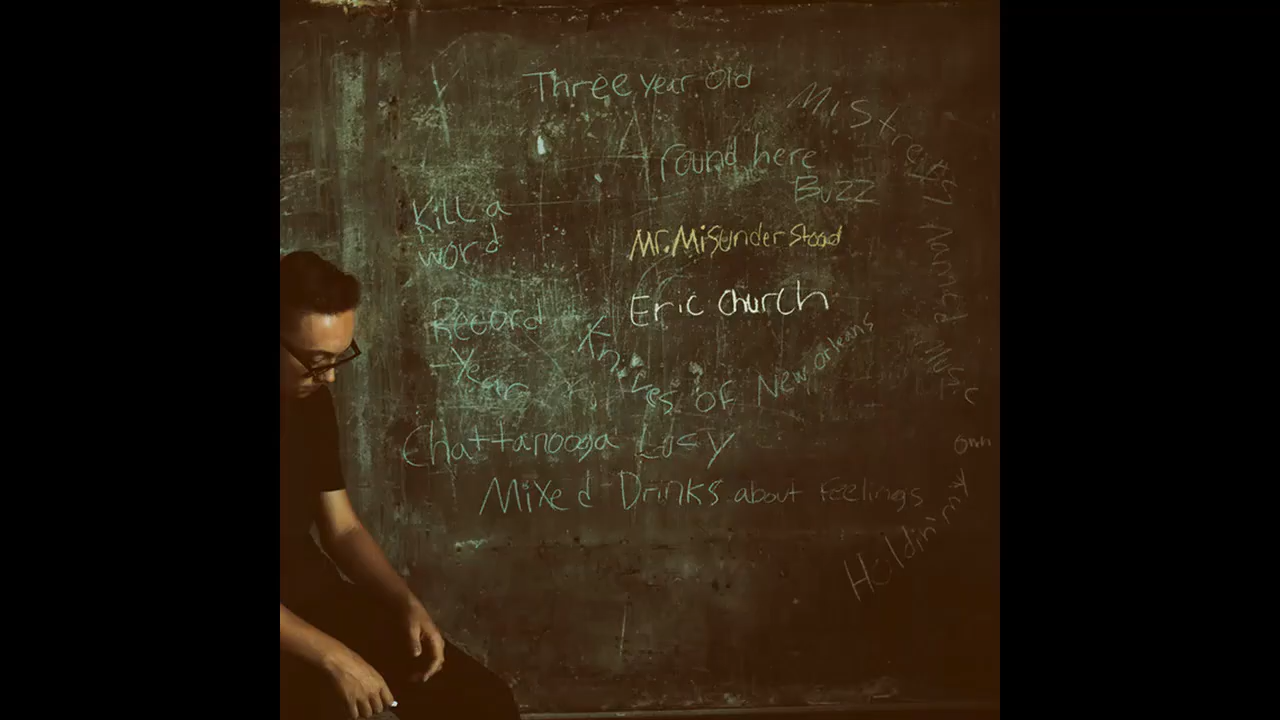 Three year old
Mistress Named Music
Around here
Buzz
Kill a
word
Mr. Misunderstood
Eric Church
Record
Year
Knives of New orleans
Chattanooga Lucy
Mixed Drinks about Feelings
Holdin' my own